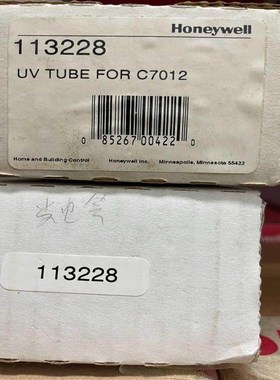 Honeywell
113228
UV TUBE FOR C7012
0 85267 00422 0
Home and Building Control Honeywell Inc. Minneapolis, Minnesota 55422
光电管
113228